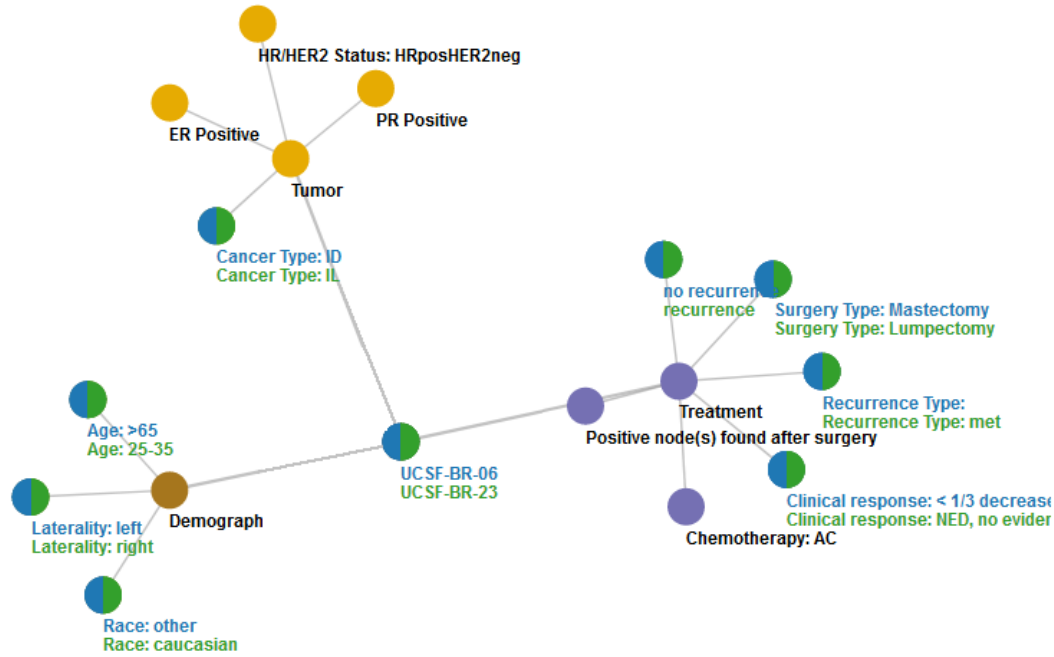 HR/HER2 Status: HRposHER2neg
PR Positive
ER Positive
Tumor
Cancer Type: ID
Cancer Type: IL
no recurrence
recurrence
Surgery Type: Mastectomy
Surgery Type: Lumpectomy
Treatment
Recurrence Type:
Recurrence Type: met
Positive node(s) found after surgery
Age: >65
Age: 25-35
UCSF-BR-06
UCSF-BR-23
Clinical response: < 1/3 decrease
Clinical response: NED, no eviden
Chemotherapy: AC
Demograph
Laterality: left
Laterality: right
Race: other
Race: caucasian